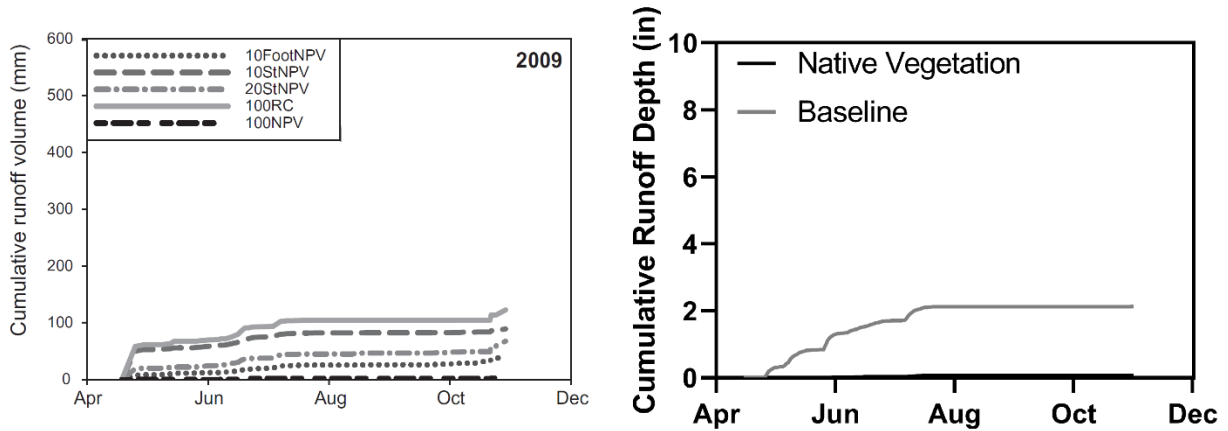 Cumulative runoff volume (mm)
600
500
400
300
200
100
0
10FootNPV
10StNPV
20StNPV
100RC
100NPV
2009
Apr
Jun
Aug
Oct
Dec
Cumulative Runoff Depth (in)
10
8
6
4
2
0
Native Vegetation
Baseline
Apr
Jun
Aug
Oct
Dec